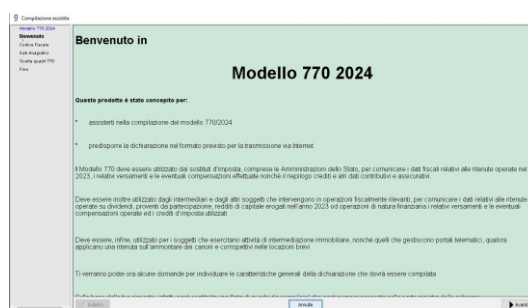 Compilazione assistita
Modello 770 2024
Benvenuto
Codice Fiscale
Dati Anagrafici
Scelta quadri 770
Fine
Benvenuto in
Modello 770 2024
Questo prodotto è stato concepito per:
* assisterti nella compilazione del modello 770/2024
* predisporre la dichiarazione nel formato previsto per la trasmissione via Internet.
Il Modello 770 deve essere utilizzato dai sostituti d'imposta, comprese le Amministrazioni dello Stato, per comunicare i dati fiscali relativi alle ritenute operate nel
2023, i relativi versamenti e le eventuali compensazioni effettuate nonchè il riepilogo crediti e altri dati contributivi e assicurativi.
Deve essere inoltre utilizzato dagli intermediari e dagli altri soggetti che intervengono in operazioni fiscalmente rilevanti, per comunicare i dati relativi alle ritenute
operate su dividendi, proventi da partecipazione, redditi di capitale erogati nell'anno 2023 od operazioni di natura finanziaria i relativi versamenti e le eventuali
compensazioni operate ed i crediti d'imposta utilizzati
Deve essere, infine, utilizzato per i soggetti che esercitano attività di intermediazione immobiliare, nonché quelli che gestiscono portali telematici, qualora
applicano una ritenuta sull'ammontare dei canoni e corrispettivi nelle locazioni brevi
Ti verranno poste ora alcune domande per individuare le caratteristiche generali della dichiarazione che dovrà essere compilata
Indietro
Annulla
Avanti